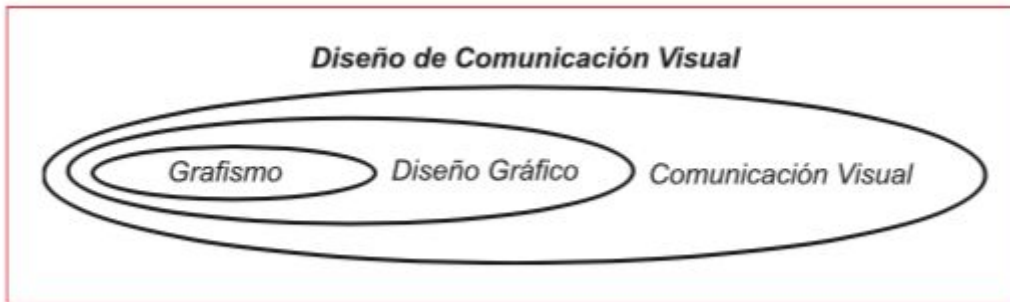 Diseño de Comunicación Visual
Grafismo
Diseño Gráfico
Comunicación Visual